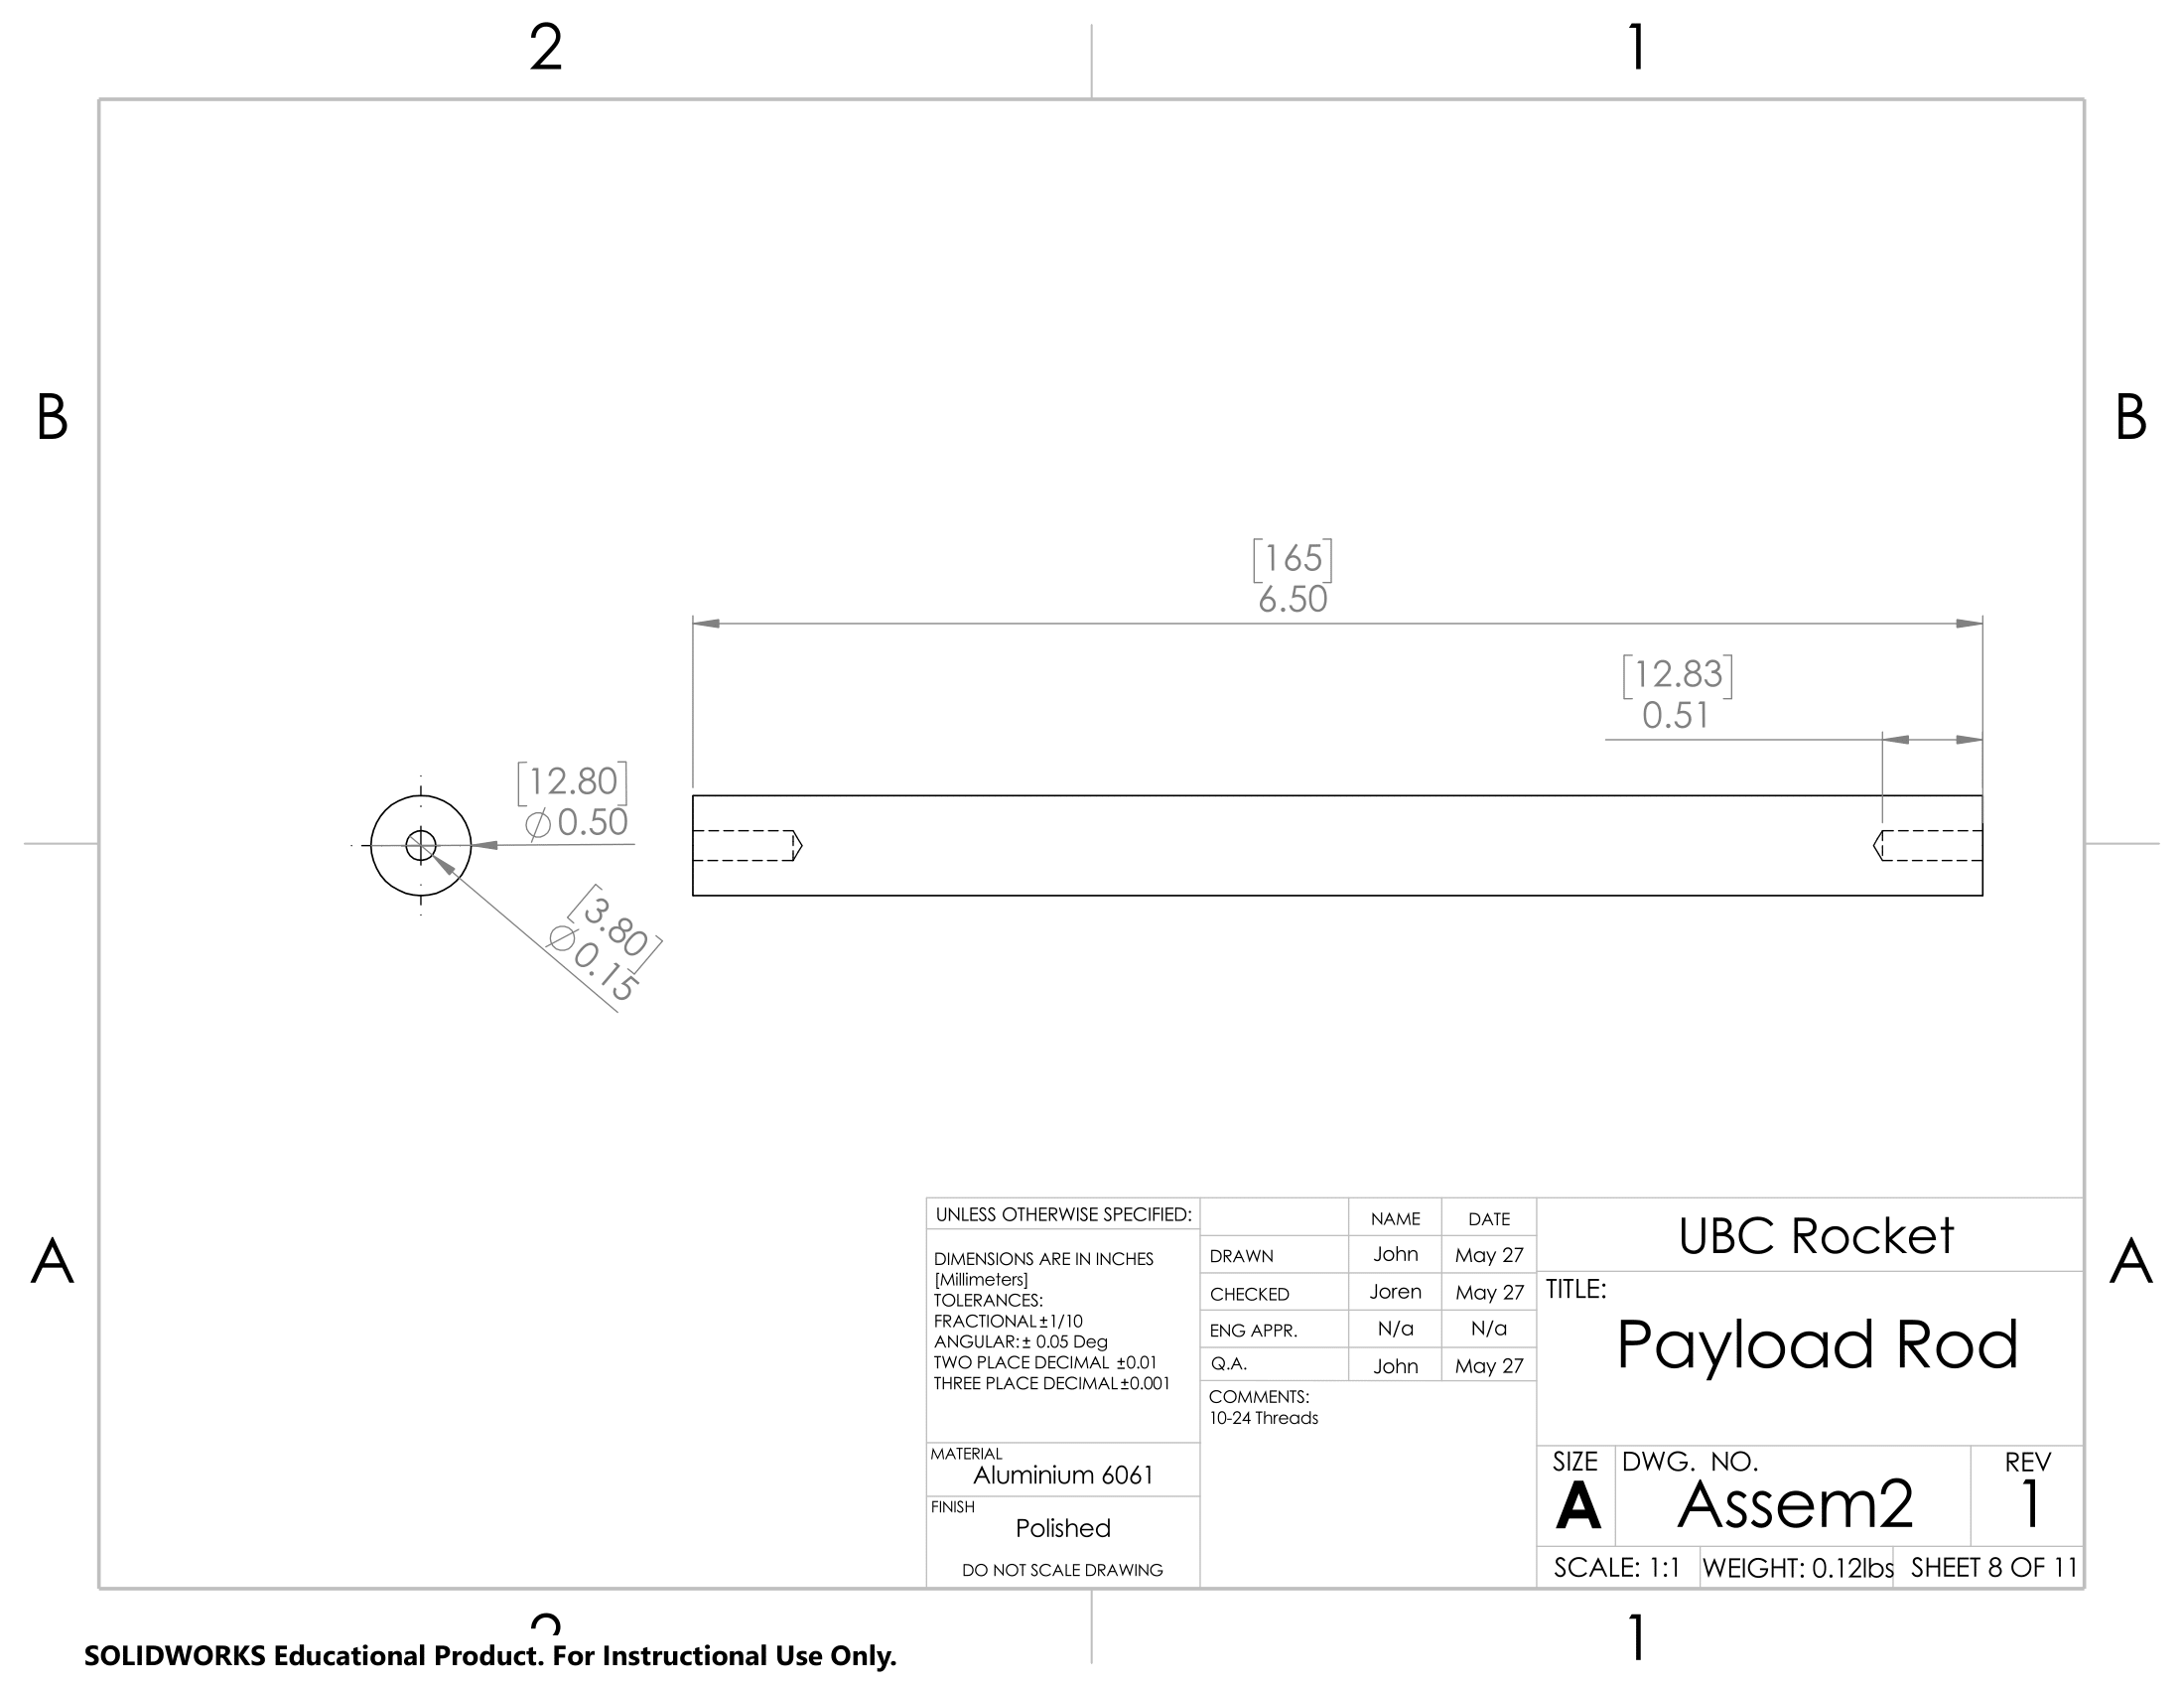 2
1
B
B
[165]
6.50
[12.83]
0.51
[12.80]
∅0.50
[3.80]
∅0.15
A
A
UNLESS OTHERWISE SPECIFIED:
DIMENSIONS ARE IN INCHES
[Millimeters]
TOLERANCES:
FRACTIONAL±1/10
ANGULAR:± 0.05 Deg
TWO PLACE DECIMAL ±0.01
THREE PLACE DECIMAL±0.001
MATERIAL
Aluminium 6061
FINISH
Polished
DO NOT SCALE DRAWING
NAME DATE
DRAWN John May 27
CHECKED Joren May 27
ENG APPR. N/a N/a
Q.A. John May 27
COMMENTS:
10-24 Threads
UBC Rocket
TITLE:
Payload Rod
SIZE DWG. NO. REV
A Assem2 1
SCALE: 1:1 WEIGHT: 0.12lbs SHEET 8 OF 11
2
1
SOLIDWORKS Educational Product. For Instructional Use Only.